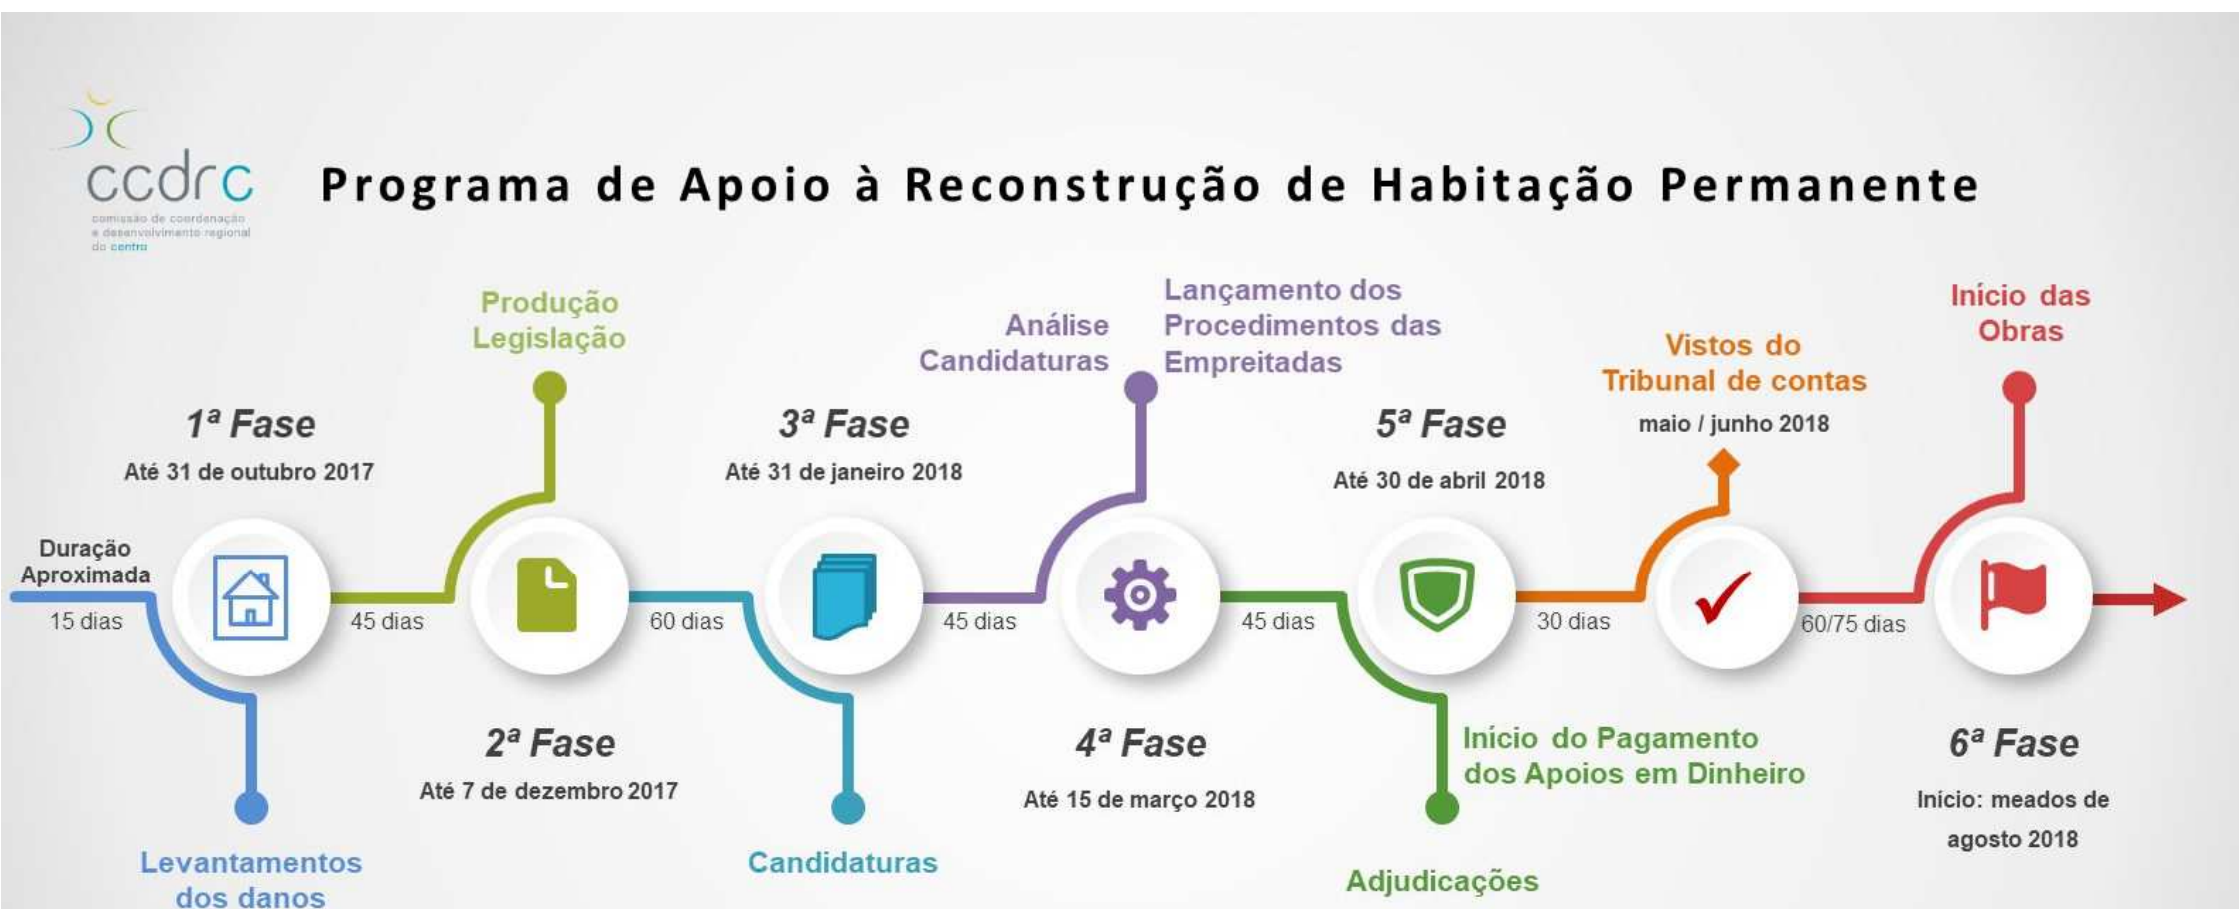 ccdrc
comissão de coordenação
e desenvolvimento regional
do centro
Programa de Apoio à Reconstrução de Habitação Permanente
Duração
Aproximada
15 dias
1ª Fase
Até 31 de outubro 2017
Levantamentos
dos danos
45 dias
Produção
Legislação
2ª Fase
Até 7 de dezembro 2017
60 dias
3ª Fase
Até 31 de janeiro 2018
Candidaturas
45 dias
Análise
Candidaturas
Lançamento dos
Procedimentos das
Empreitadas
4ª Fase
Até 15 de março 2018
45 dias
5ª Fase
Até 30 de abril 2018
Início do Pagamento
dos Apoios em Dinheiro
Adjudicações
30 dias
Vistos do
Tribunal de contas
maio / junho 2018
60/75 dias
Início das
Obras
6ª Fase
Início: meados de
agosto 2018